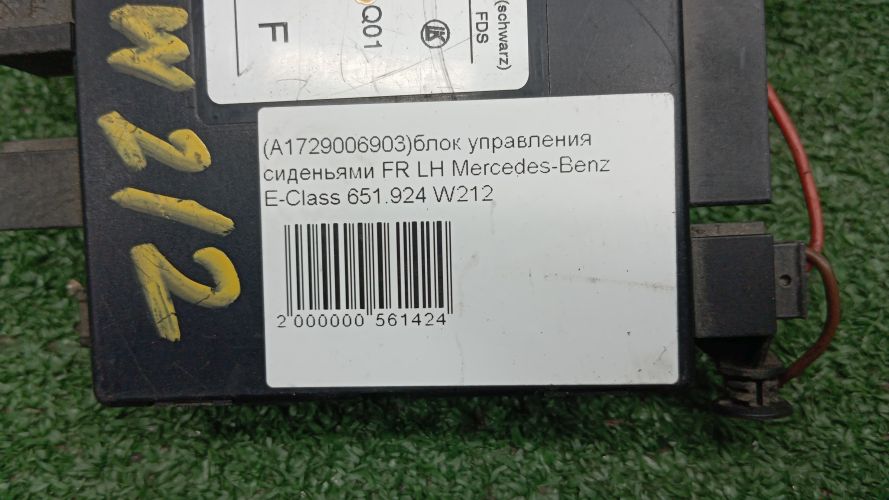 W212
(schwarz)
FDS
Q01
F
(A1729006903)блок управления
сиденьями FR LH Mercedes-Benz
E-Class 651.924 W212
2 000000 561424